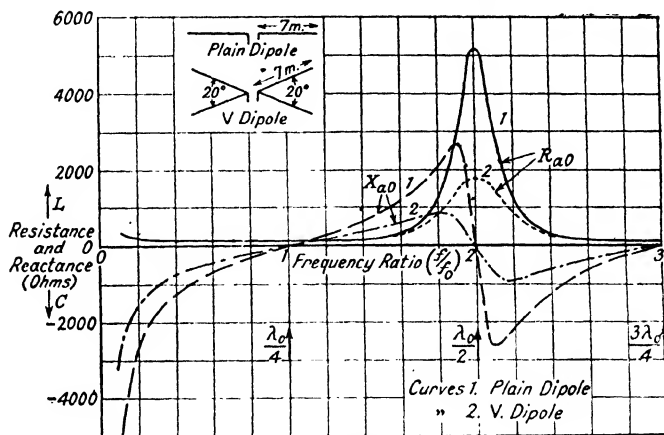 6000
4000
2000
0
-2000
-4000
7m.
Plain Dipole
7m.
20°
20°
V Dipole
1
2
R a0
X a0
1
2
L
Resistance
and
Reactance
(Ohms)
C
0
1
Frequency Ratio (f/f0)
2
3
λ0/4
λ0/2
3λ0/4
Curves 1. Plain Dipole
„ 2. V. Dipole